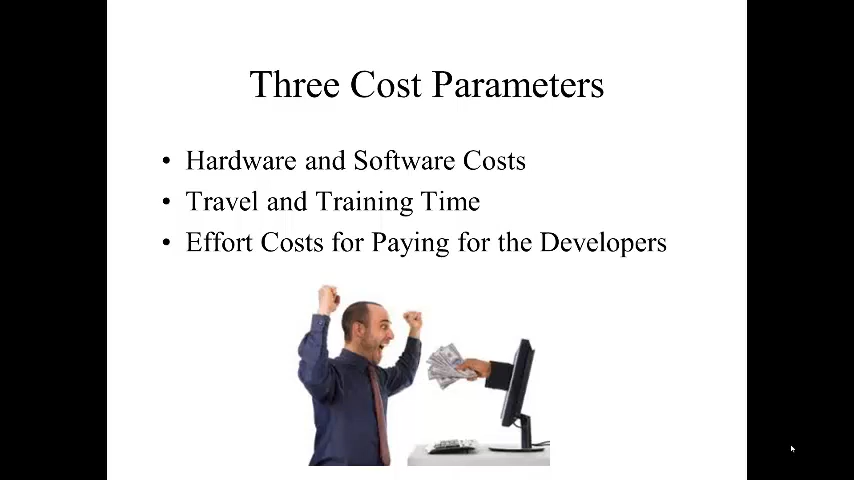 Three Cost Parameters
• Hardware and Software Costs
• Travel and Training Time
• Effort Costs for Paying for the Developers